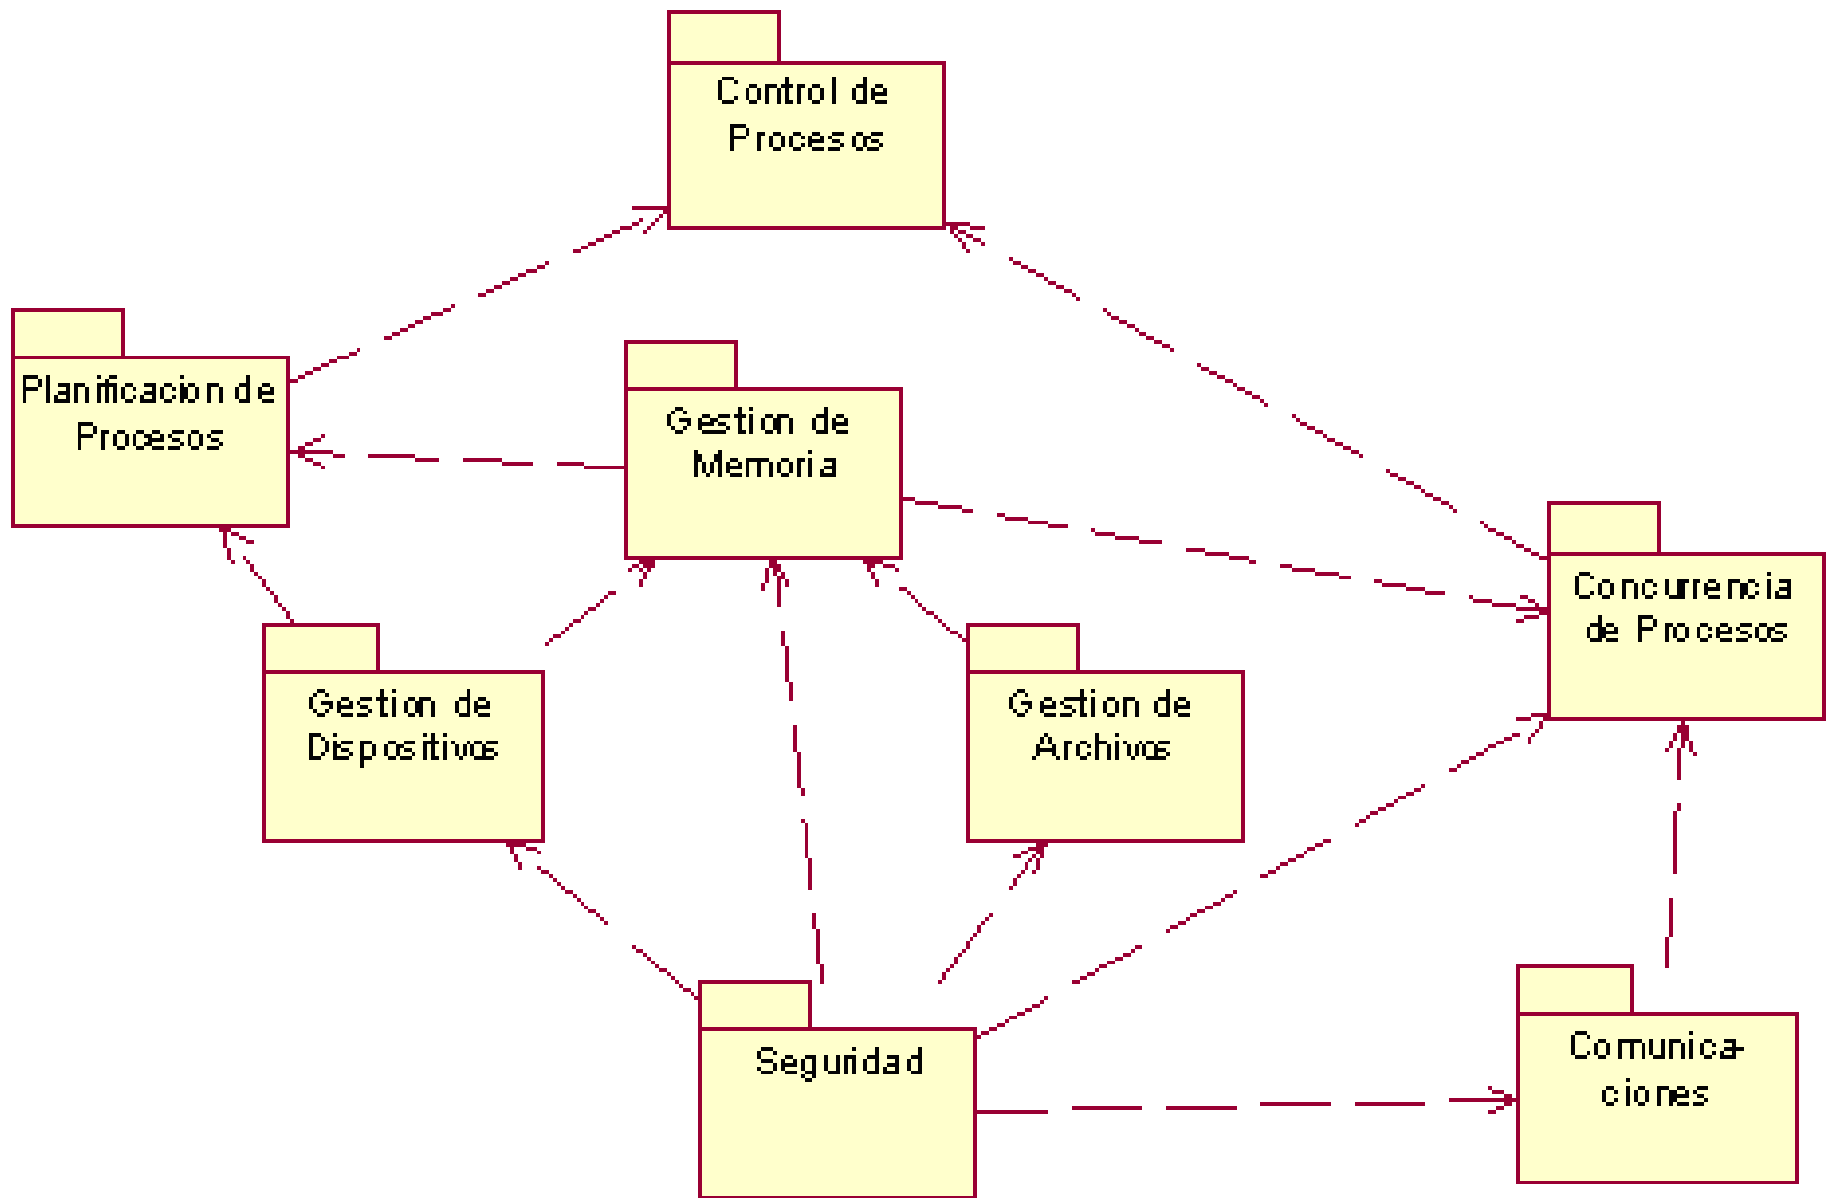 Control de
Procesos
Planificacion de
Procesos
Gestion de
Memoria
Concurrencia
de Procesos
Gestion de
Dispositivos
Gestion de
Archivos
Seguridad
Comunica-
ciones